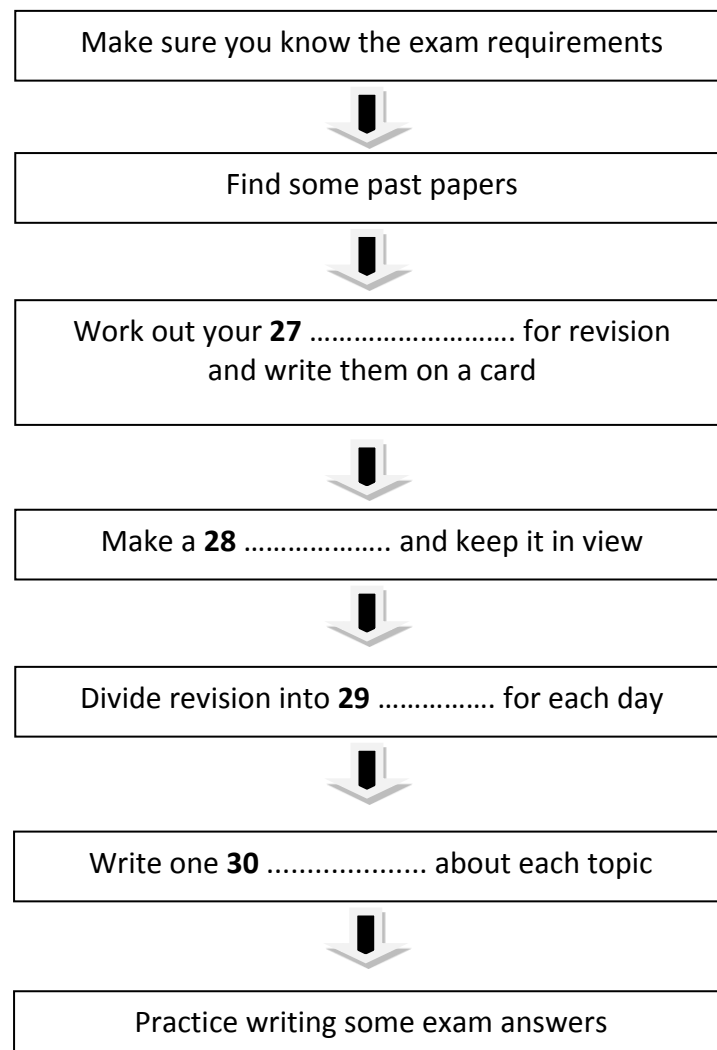 Make sure you know the exam requirements
Find some past papers
Work out your 27 ………………………. for revision
and write them on a card
Make a 28 ……………….. and keep it in view
Divide revision into 29 ……………. for each day
Write one 30 ..................... about each topic
Practice writing some exam answers